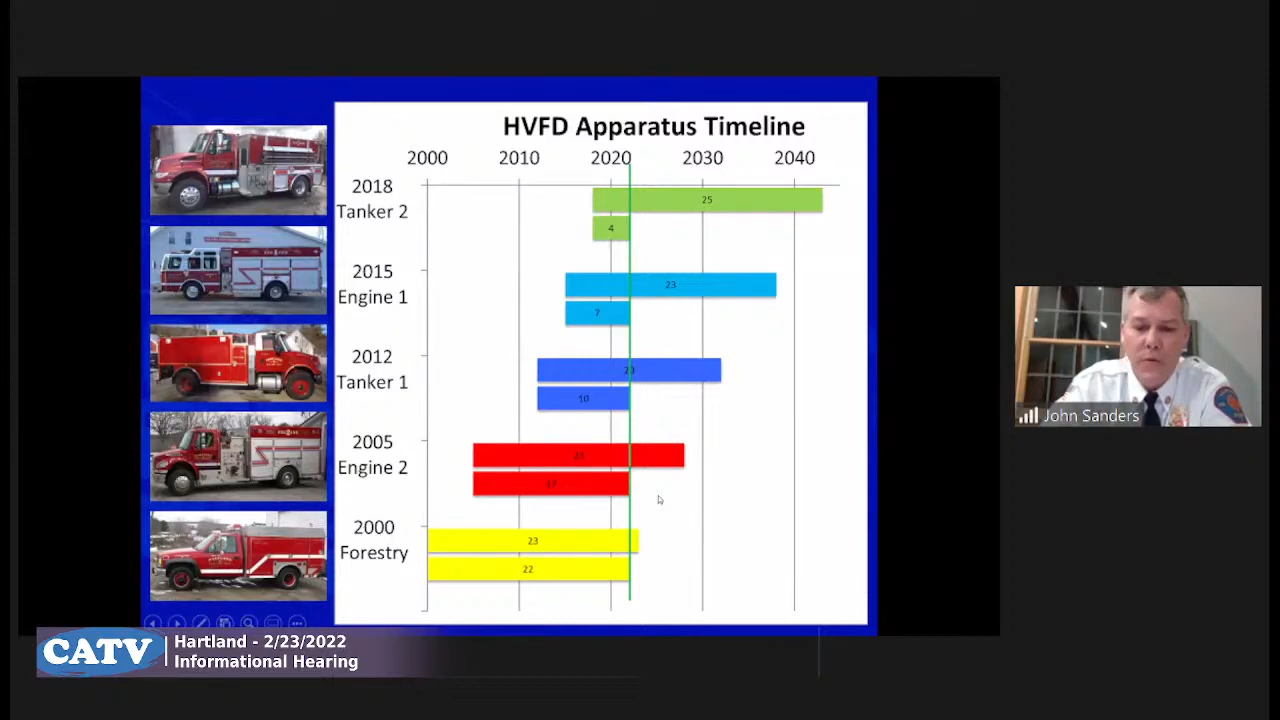 HVFD Apparatus Timeline
2000 2010 2020 2030 2040
2018
Tanker 2
25
4
2015
Engine 1
23
7
2012
Tanker 1
10
2005
Engine 2
17
2000
Forestry
23
22
John Sanders
CATV
Hartland - 2/23/2022
Informational Hearing